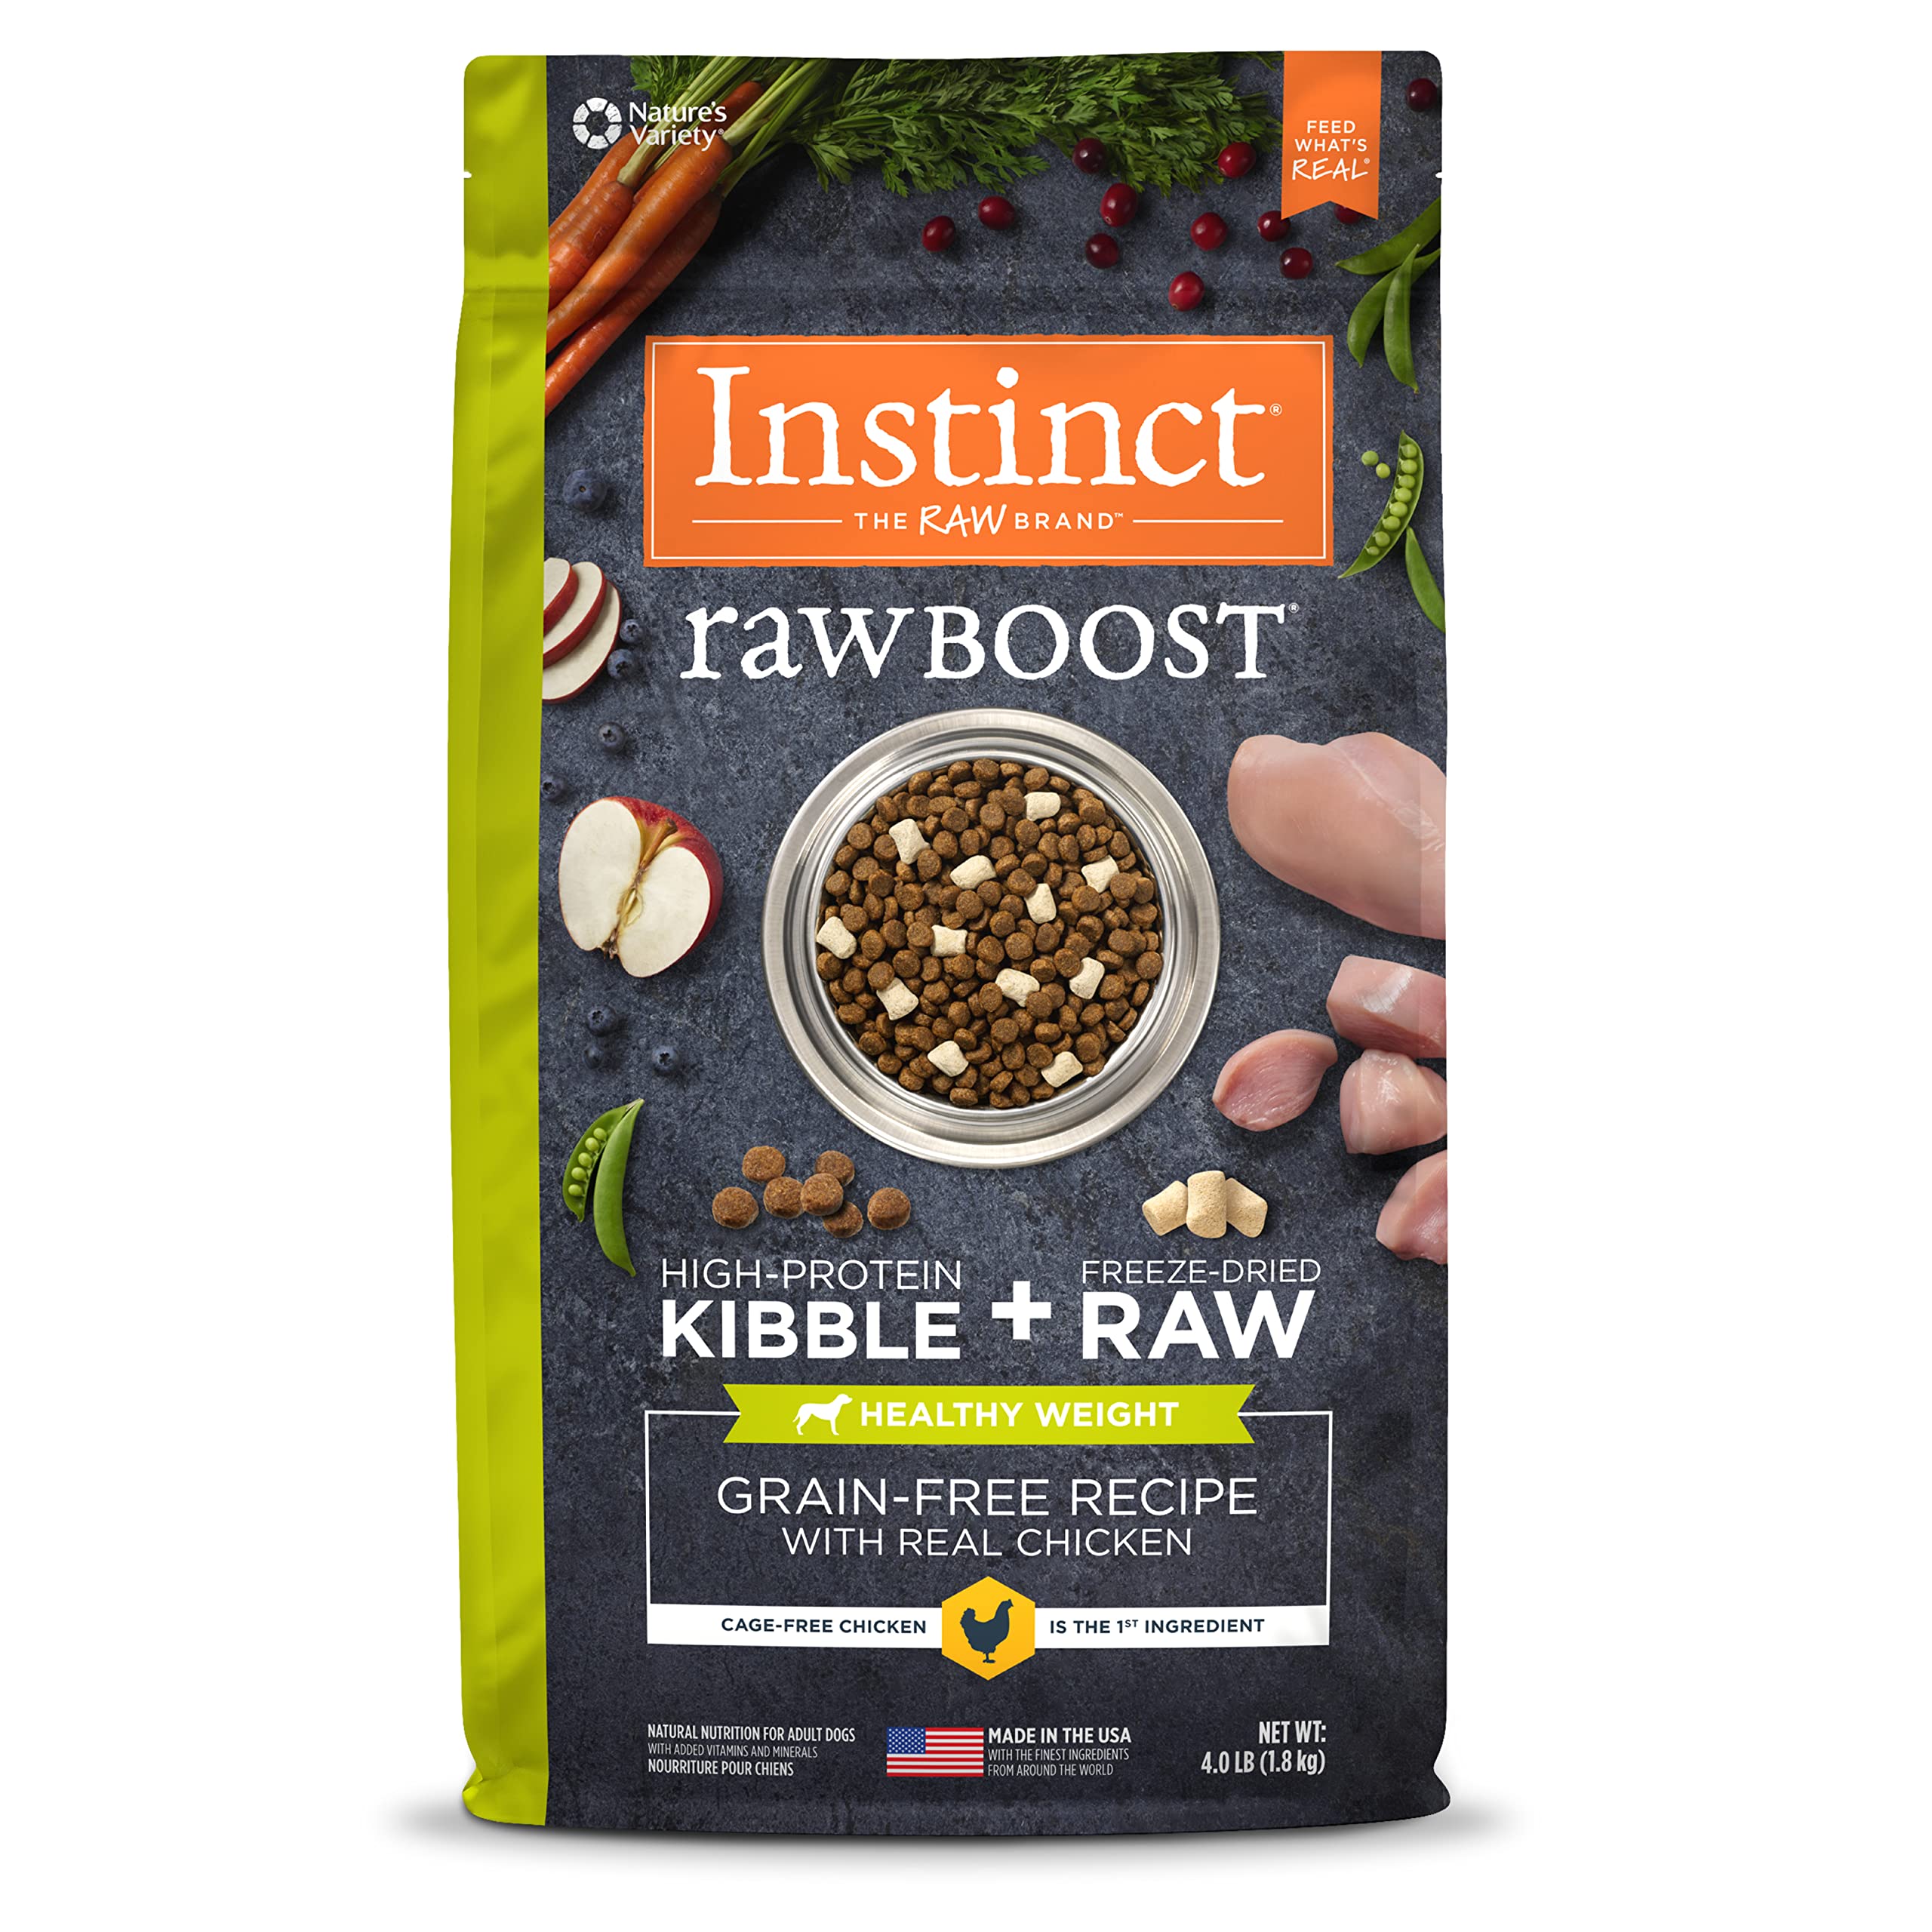 Nature's
Variety®
FEED
WHAT'S
REAL®
Instinct®
THE RAW BRAND™
raw BOOST®
HIGH-PROTEIN
KIBBLE
+
FREEZE-DRIED
RAW
HEALTHY WEIGHT
GRAIN-FREE RECIPE
WITH REAL CHICKEN
CAGE-FREE CHICKEN IS THE 1ST INGREDIENT
NATURAL NUTRITION FOR ADULT DOGS
WITH ADDED VITAMINS AND MINERALS
NOURRITURE POUR CHIENS
MADE IN THE USA
WITH THE FINEST INGREDIENTS
FROM AROUND THE WORLD
NET WT:
4.0 LB (1.8 kg)